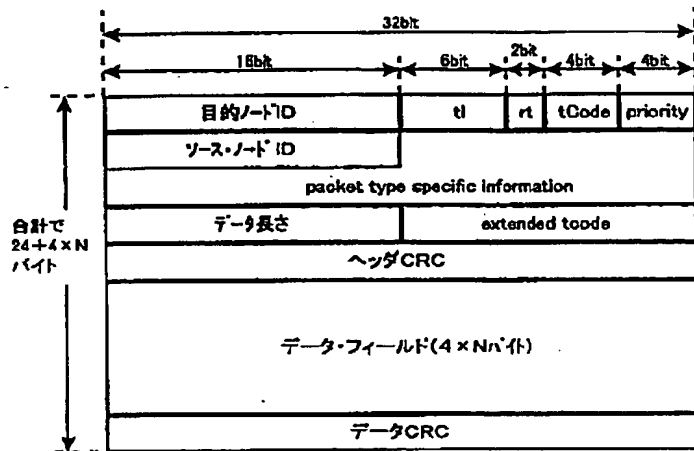 32bit
16bit 6bit 2bit 4bit 4bit
目的ノードID tl rt tCode priority
ソース・ノードID
packet type specific information
データ長さ extended tcode
ヘッダCRC
合計で
24+4×N
バイト
データ・フィールド(4×Nバイト)
データCRC